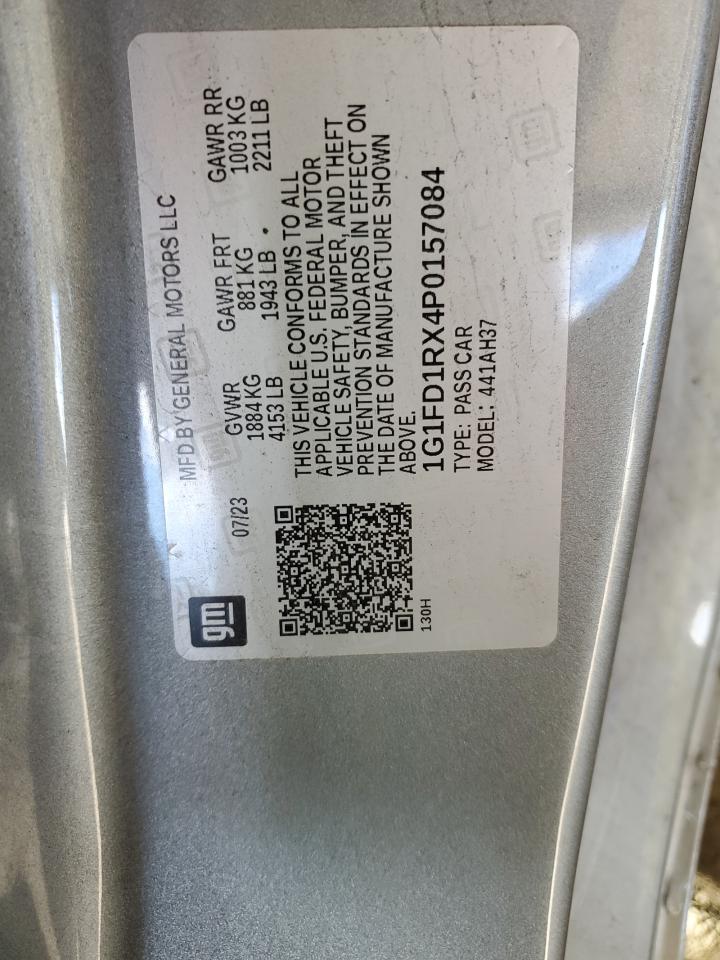 MFD BY GENERAL MOTORS LLC
gm
07/23
GVWR GAWR FRT GAWR RR
1884 KG 881 KG 1003 KG
4153 LB 1943 LB 2211 LB
THIS VEHICLE CONFORMS TO ALL
APPLICABLE U.S. FEDERAL MOTOR
VEHICLE SAFETY, BUMPER, AND THEFT
PREVENTION STANDARDS IN EFFECT ON
THE DATE OF MANUFACTURE SHOWN
ABOVE.
1G1FD1RX4P0157084
TYPE: PASS CAR
MODEL: 441AH37
130H